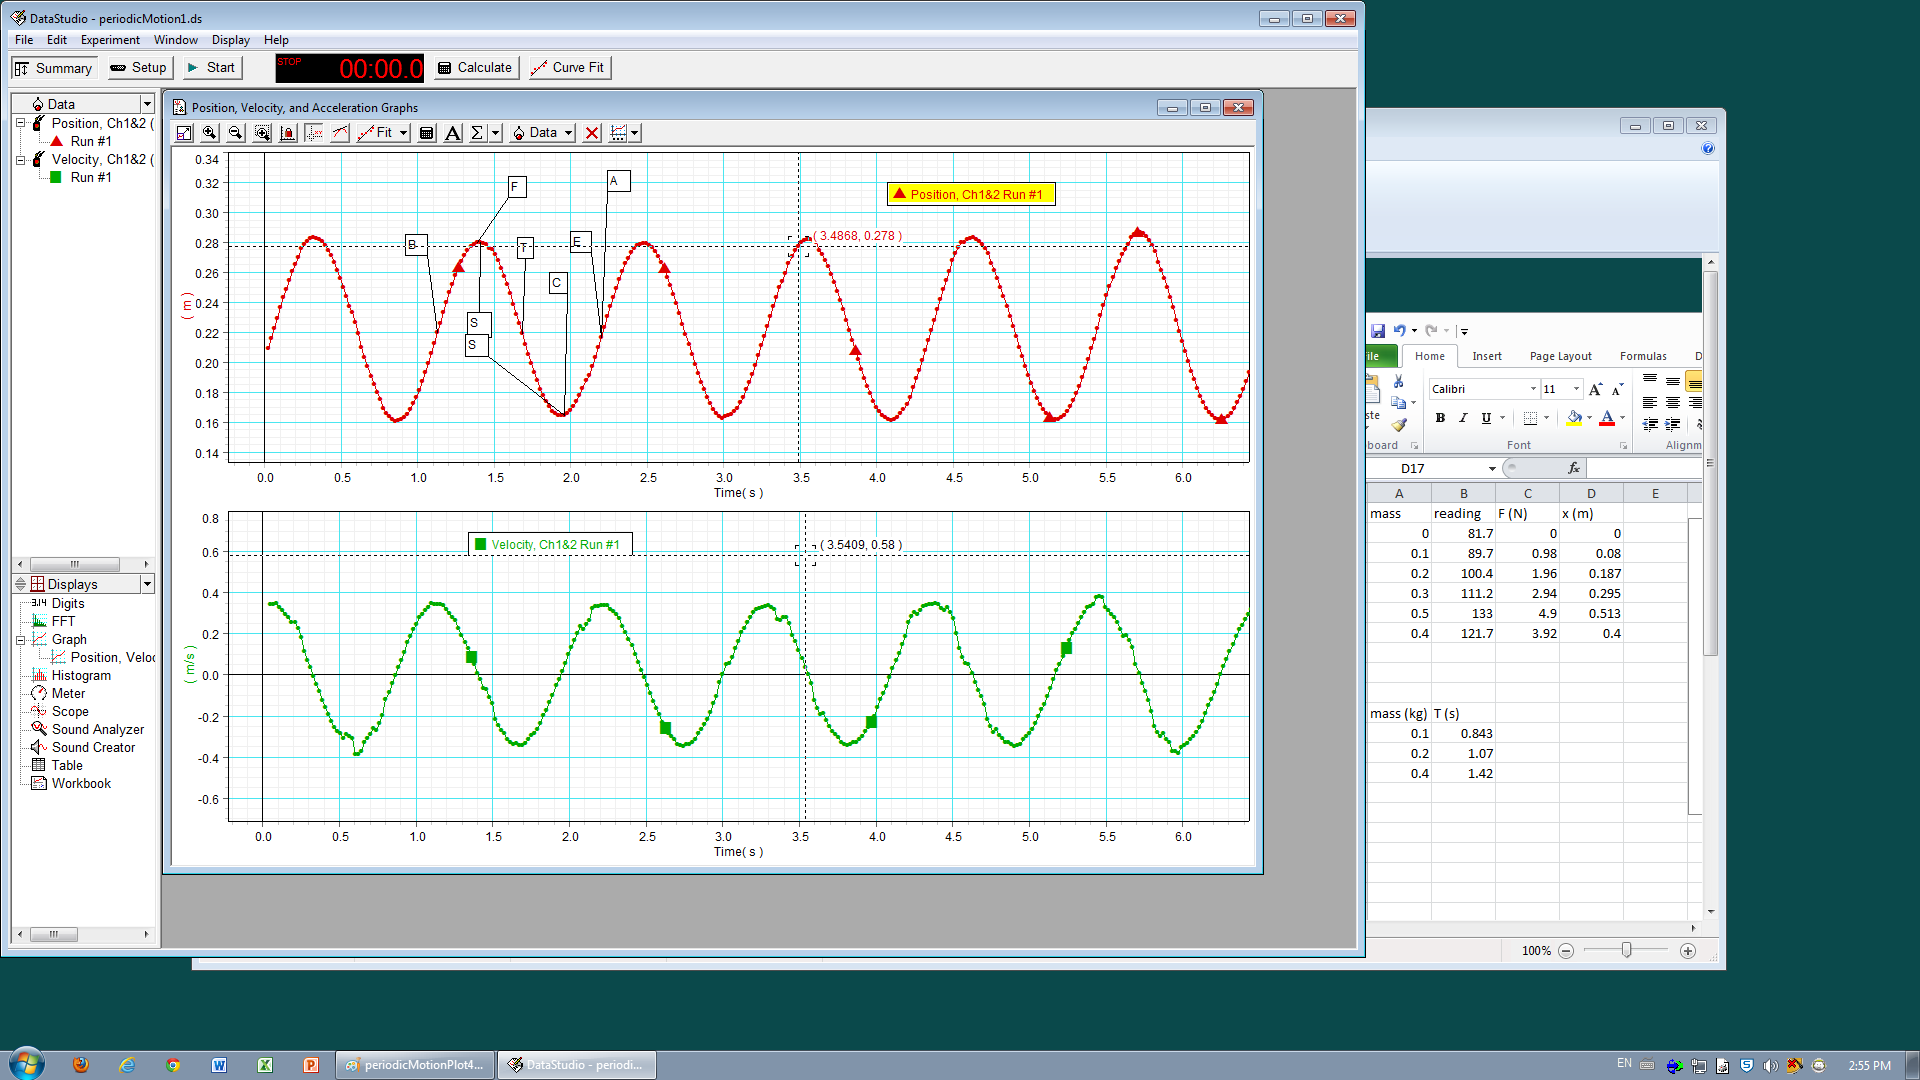 DataStudio - periodicMotion1.ds
File Edit Experiment Window Display Help
Summary Setup Start STOP 00:00.0 Calculate Curve Fit
Data
Position, Ch1&2 (
Run #1
Velocity, Ch1&2 (
Run #1
Displays
3.14 Digits
FFT
Graph
Position, Veloc
Histogram
Meter
Scope
Sound Analyzer
Sound Creator
Table
Workbook
Position, Velocity, and Acceleration Graphs
Fit A Σ Data
0.34
0.32
0.30
0.28
0.26
0.24
0.22
0.20
0.18
0.16
0.14
( m )
F
A
B
T
E
C
S
S
Position, Ch1&2 Run #1
( 3.4868, 0.278 )
0.0 0.5 1.0 1.5 2.0 2.5 3.0 3.5 4.0 4.5 5.0 5.5 6.0
Time( s )
0.8
0.6
0.4
0.2
0.0
-0.2
-0.4
-0.6
( m/s )
Velocity, Ch1&2 Run #1
( 3.5409, 0.58 )
0.0 0.5 1.0 1.5 2.0 2.5 3.0 3.5 4.0 4.5 5.0 5.5 6.0
Time( s )
ile Home Insert Page Layout Formulas D
ste
Calibri 11 A A
B I U A
board Font Alignm
D17 fx
A B C D E
mass reading F (N) x (m)
0 81.7 0 0
0.1 89.7 0.98 0.08
0.2 100.4 1.96 0.187
0.3 111.2 2.94 0.295
0.5 133 4.9 0.513
0.4 121.7 3.92 0.4
mass (kg) T (s)
0.1 0.843
0.2 1.07
0.4 1.42
100%
periodicMotionPlot4... DataStudio - periodi... EN 2:55 PM